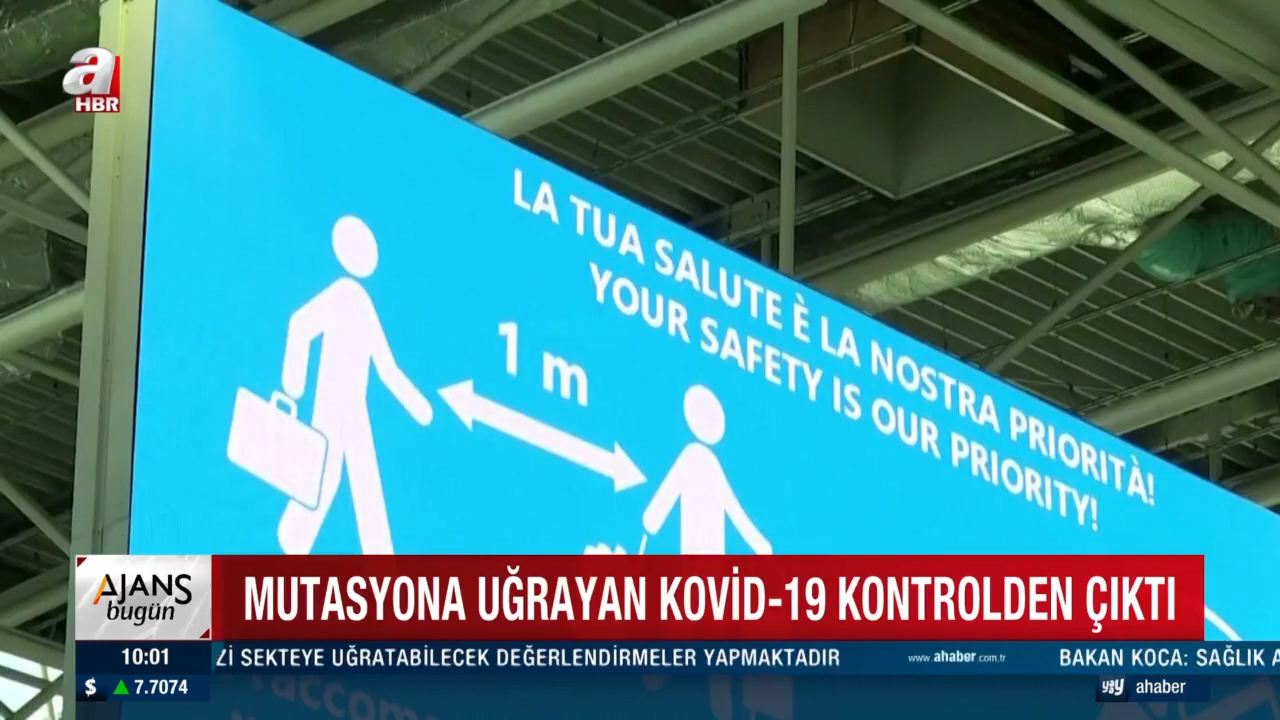 a
HBR
LA TUA SALUTE È LA NOSTRA PRIORITÀ!
YOUR SAFETY IS OUR PRIORITY!
1 m
AJANS
bugün
MUTASYONA UĞRAYAN KOVİD-19 KONTROLDEN ÇIKTI
10:01
Zİ SEKTEYE UĞRATABİLECEK DEĞERLENDİRMELER YAPMAKTADIR
www.ahaber.com.tr
BAKAN KOCA: SAĞLIK A
$ 7.7074
ahaber